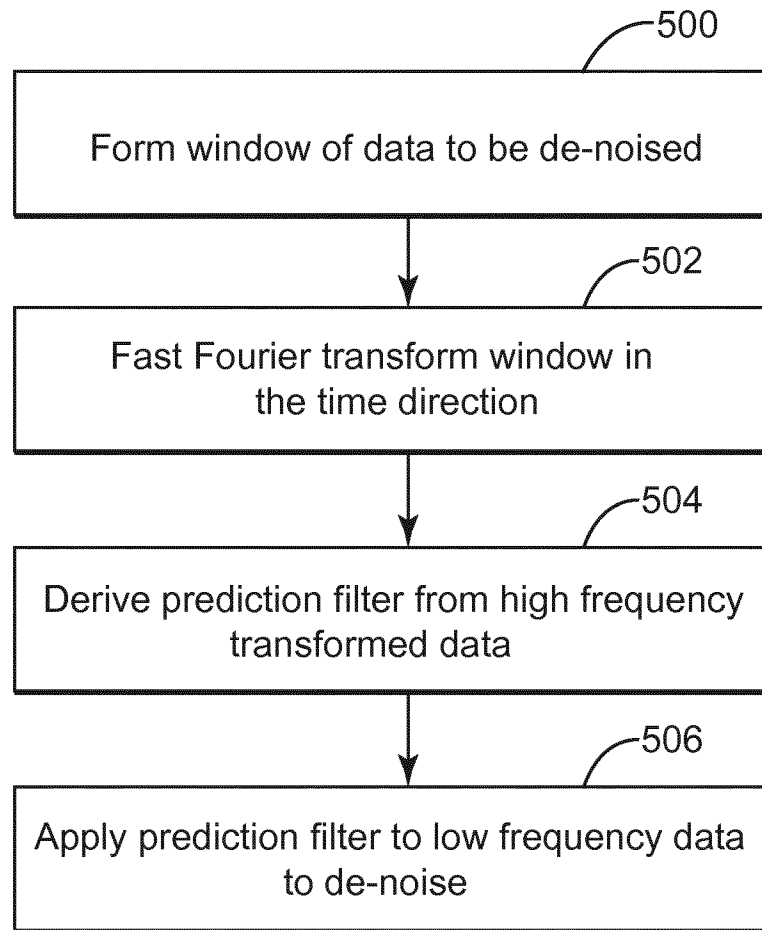 500
Form window of data to be de-noised
502
Fast Fourier transform window in
the time direction
504
Derive prediction filter from high frequency
transformed data
506
Apply prediction filter to low frequency data
to de-noise